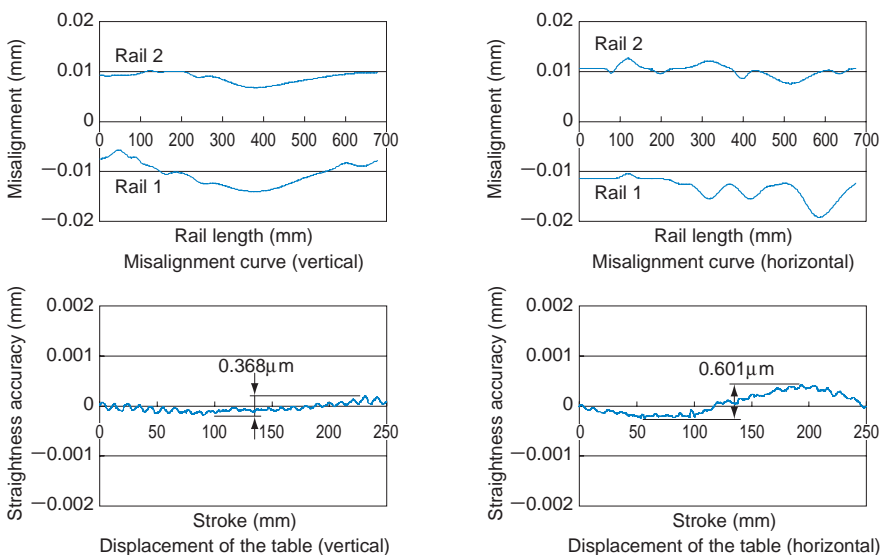 Misalignment (mm)
0.02
0.01
0
−0.01
−0.02
Rail 2
0 100 200 300 400 500 600 700
Rail 1
Rail length (mm)
Misalignment curve (vertical)
Misalignment (mm)
0.02
0.01
0
−0.01
−0.02
Rail 2
0 100 200 300 400 500 600 700
Rail 1
Rail length (mm)
Misalignment curve (horizontal)
Straightness accuracy (mm)
0.002
0.001
0
−0.001
−0.002
0.368μm
0 50 100 150 200 250
Stroke (mm)
Displacement of the table (vertical)
Straightness accuracy (mm)
0.002
0.001
0
−0.001
−0.002
0.601μm
0 50 100 150 200 250
Stroke (mm)
Displacement of the table (horizontal)